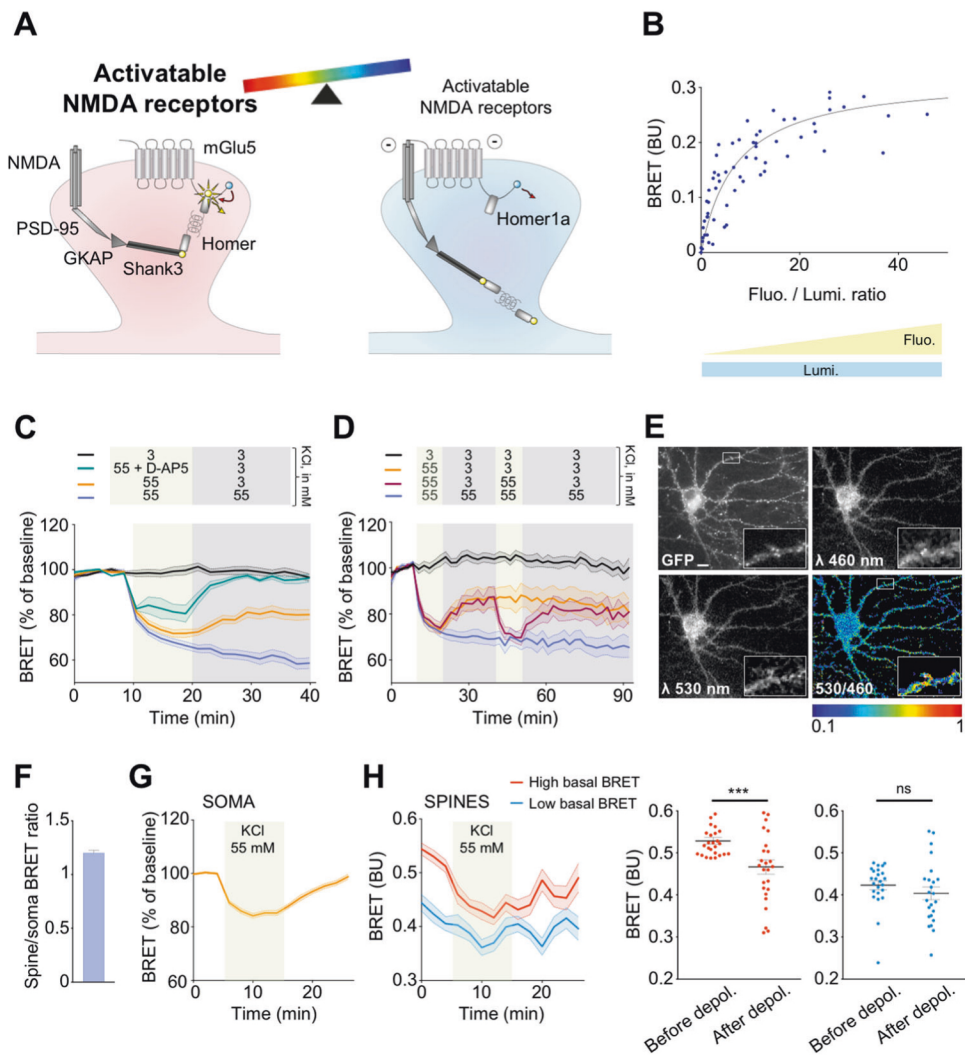 A
Activatable
NMDA receptors
Activatable
NMDA receptors
NMDA
mGlu5
PSD-95
GKAP
Shank3
Homer
Homer1a
-
-
B
BRET (BU)
0.3
0.2
0.1
0
0
20
40
Fluo. / Lumi. ratio
Fluo.
Lumi.
C
3
3
55 + D-AP5
3
55
3
55
55
KCl, in mM
BRET (% of baseline)
120
100
80
60
0
10
20
30
40
Time (min)
D
3
3
3
3
55
3
3
3
55
3
55
3
55
55
55
55
KCl, in mM
BRET (% of baseline)
120
100
80
60
0
30
60
90
Time (min)
E
GFP
λ 460 nm
λ 530 nm
530/460
0.1
1
F
Spine/soma BRET ratio
1.5
1
0.5
0
G
SOMA
KCl
55 mM
BRET (% of baseline)
120
100
80
60
0
10
20
Time (min)
H
High basal BRET
Low basal BRET
SPINES
KCl
55 mM
BRET (BU)
0.6
0.5
0.4
0.3
0
10
20
Time (min)
***
BRET (BU)
0.6
0.5
0.4
0.3
0.2
Before depol.
After depol.
ns
0.6
0.5
0.4
0.3
0.2
Before depol.
After depol.